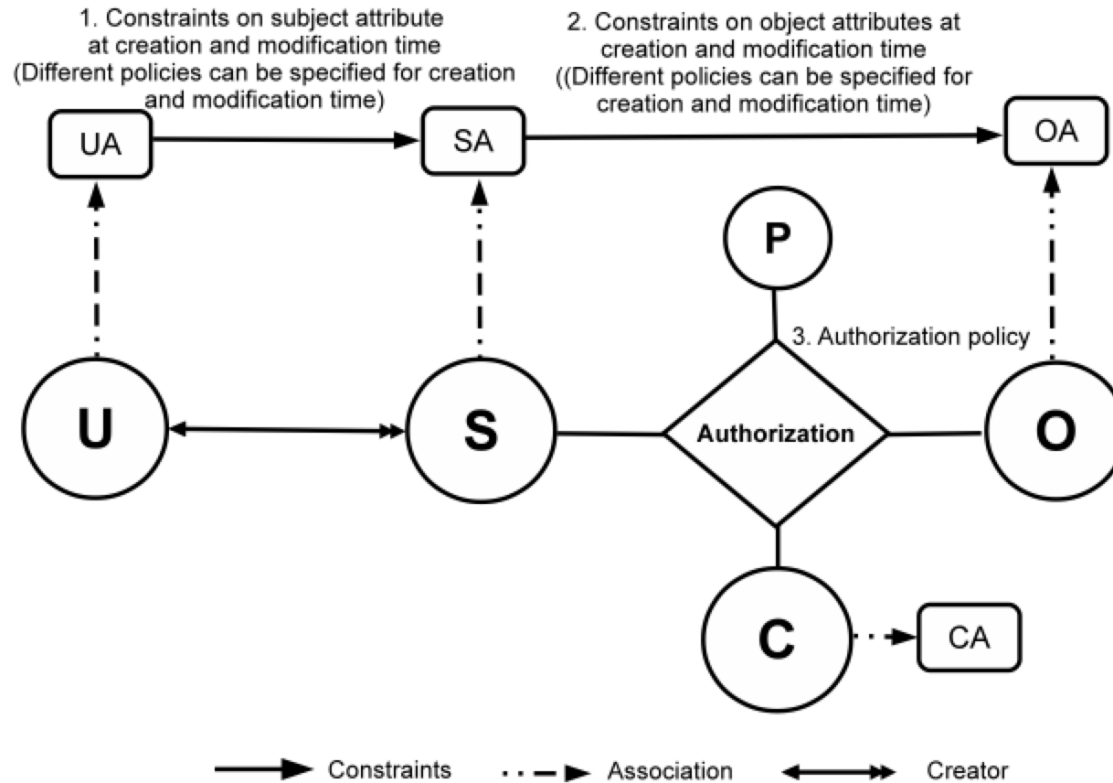 1. Constraints on subject attribute
at creation and modification time
(Different policies can be specified for creation
and modification time)
2. Constraints on object attributes at
creation and modification time
((Different policies can be specified for
creation and modification time)
UA
SA
OA
P
3. Authorization policy
U
S
Authorization
O
C
CA
Constraints
Association
Creator